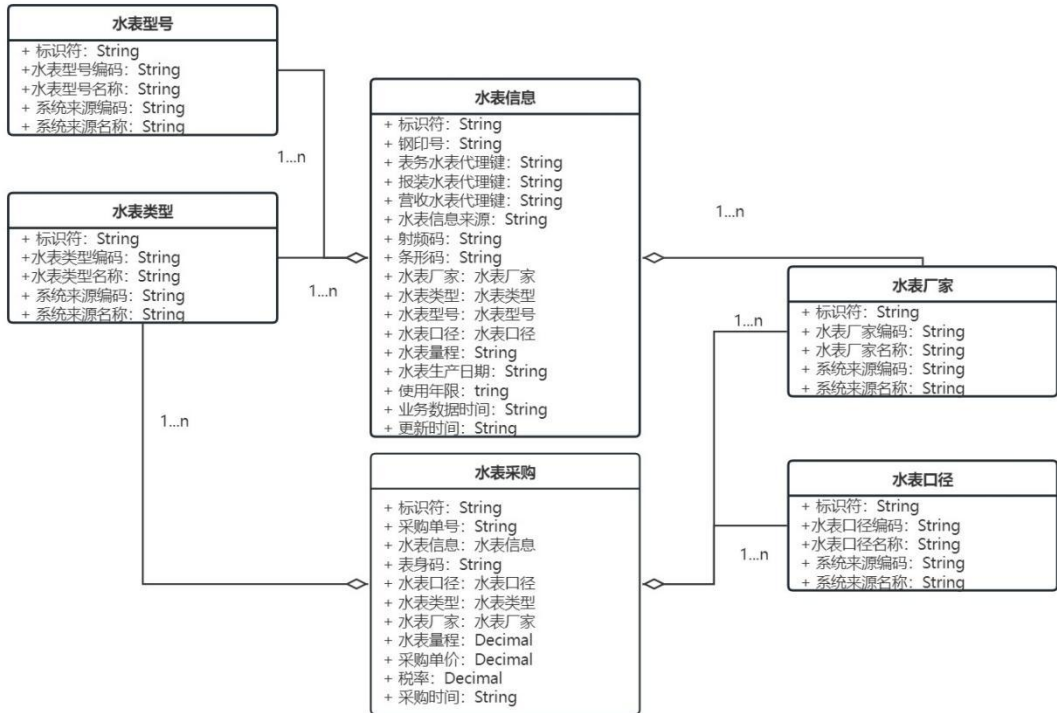 水表型号
+ 标识符：String
+水表型号编码：String
+水表型号名称：String
+ 系统来源编码：String
+ 系统来源名称：String
1...n
水表类型
+ 标识符：String
+水表类型编码：String
+水表类型名称：String
+ 系统来源编码：String
+ 系统来源名称：String
1...n
1...n
水表信息
+ 标识符：String
+ 钢印号：String
+ 表务水表代理键：String
+ 报装水表代理键：String
+ 营收水表代理键：String
+ 水表信息来源：String
+ 射频码：String
+ 条形码：String
+ 水表厂家：水表厂家
+ 水表类型：水表类型
+ 水表型号：水表型号
+ 水表口径：水表口径
+ 水表量程：String
+ 水表生产日期：String
+ 使用年限：tring
+ 业务数据时间：String
+ 更新时间：String
水表采购
+ 标识符：String
+ 采购单号：String
+ 水表信息：水表信息
+ 表身码：String
+ 水表口径：水表口径
+ 水表类型：水表类型
+ 水表厂家：水表厂家
+ 水表量程：Decimal
+ 采购单价：Decimal
+ 税率：Decimal
+ 采购时间：String
1...n
水表厂家
+ 标识符：String
+ 水表厂家编码：String
+ 水表厂家名称：String
+ 系统来源编码：String
+ 系统来源名称：String
1...n
水表口径
+ 标识符：String
+水表口径编码：String
+水表口径名称：String
+ 系统来源编码：String
+ 系统来源名称：String
1...n